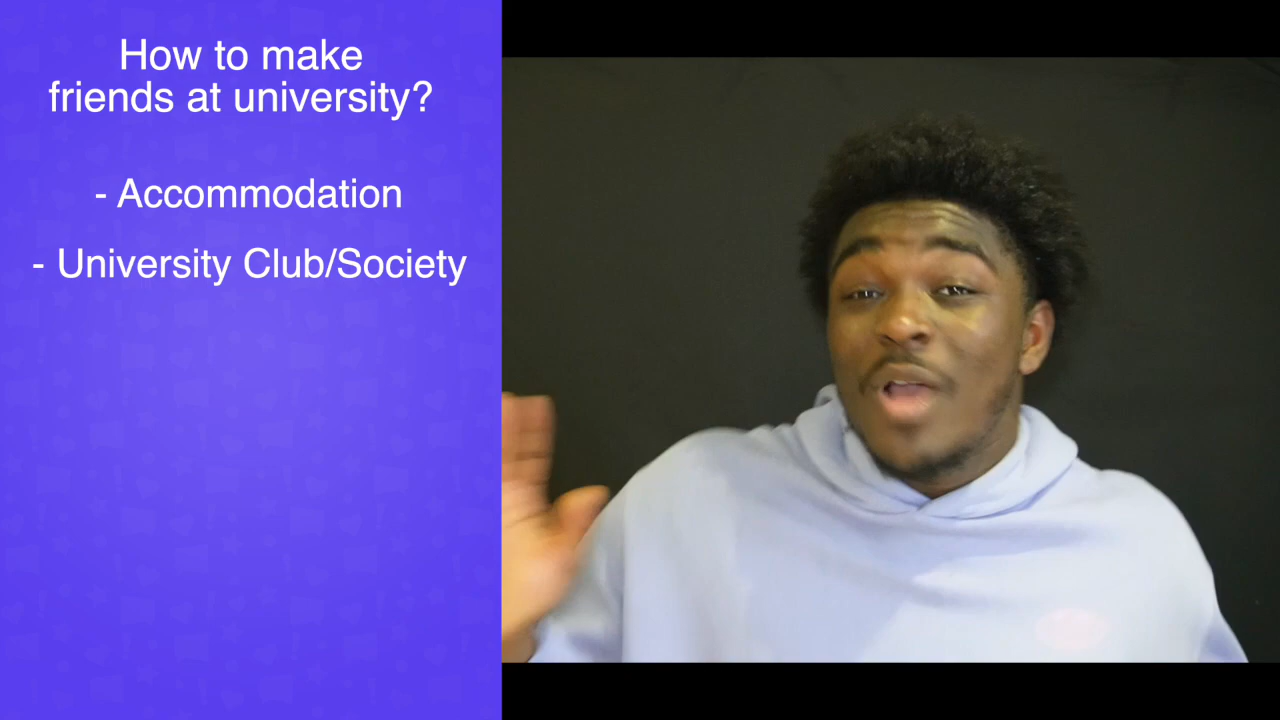 How to make
friends at university?
- Accommodation
- University Club/Society